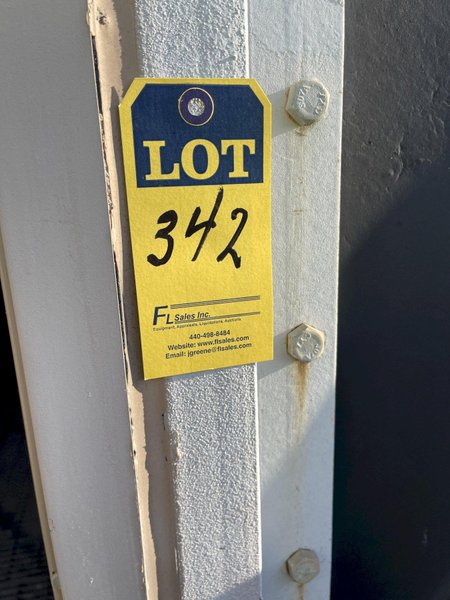 LOT
342
FL Sales Inc.
Equipment, Appraisals, Liquidations, Auctions
440-498-8484
Website: www.flsales.com
Email: jgreene@flsales.com